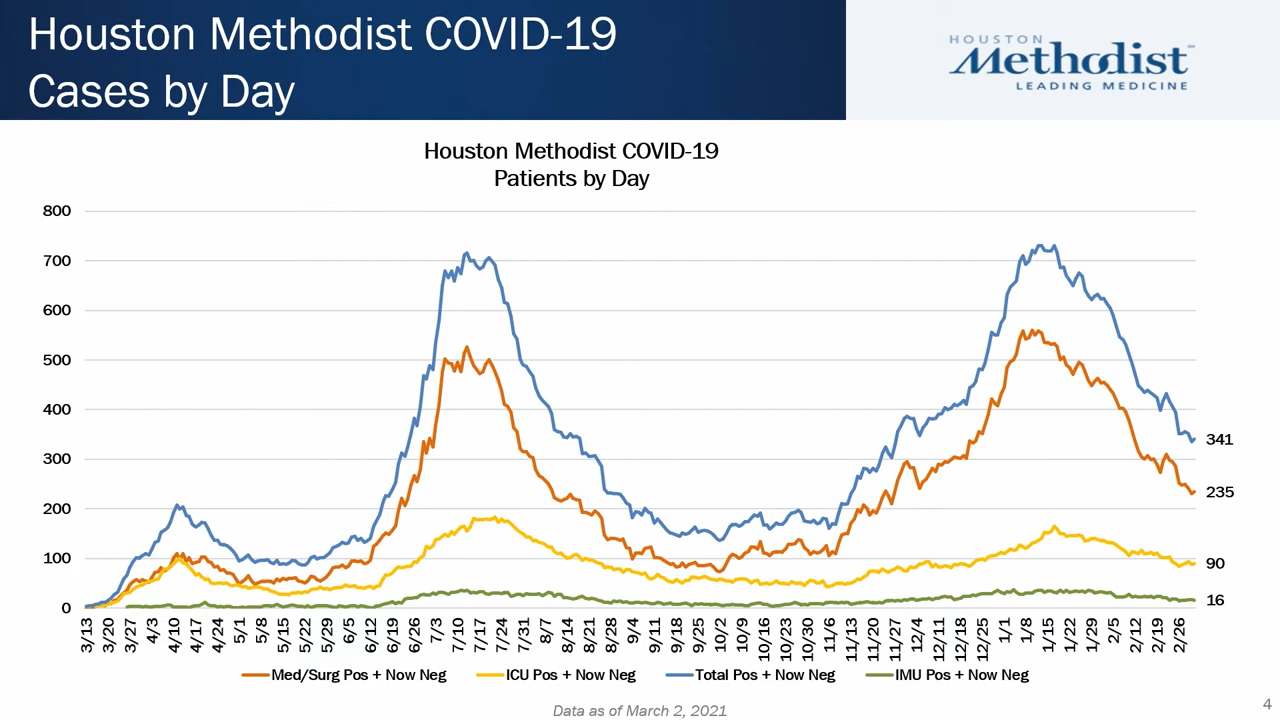 Houston Methodist COVID-19
Cases by Day
HOUSTON
Methodist
LEADING MEDICINE
Houston Methodist COVID-19
Patients by Day
800
700
600
500
400
300
200
100
0
341
235
90
16
3/13 3/20 3/27 4/3 4/10 4/17 4/24 5/1 5/8 5/15 5/22 5/29 6/5 6/12 6/19 6/26 7/3 7/10 7/17 7/24 7/31 8/7 8/14 8/21 8/28 9/4 9/11 9/18 9/25 10/2 10/9 10/16 10/23 10/30 11/6 11/13 11/20 11/27 12/4 12/11 12/18 12/25 1/1 1/8 1/15 1/22 1/29 2/5 2/12 2/19 2/26
Med/Surg Pos + Now Neg ICU Pos + Now Neg Total Pos + Now Neg IMU Pos + Now Neg
Data as of March 2, 2021
4